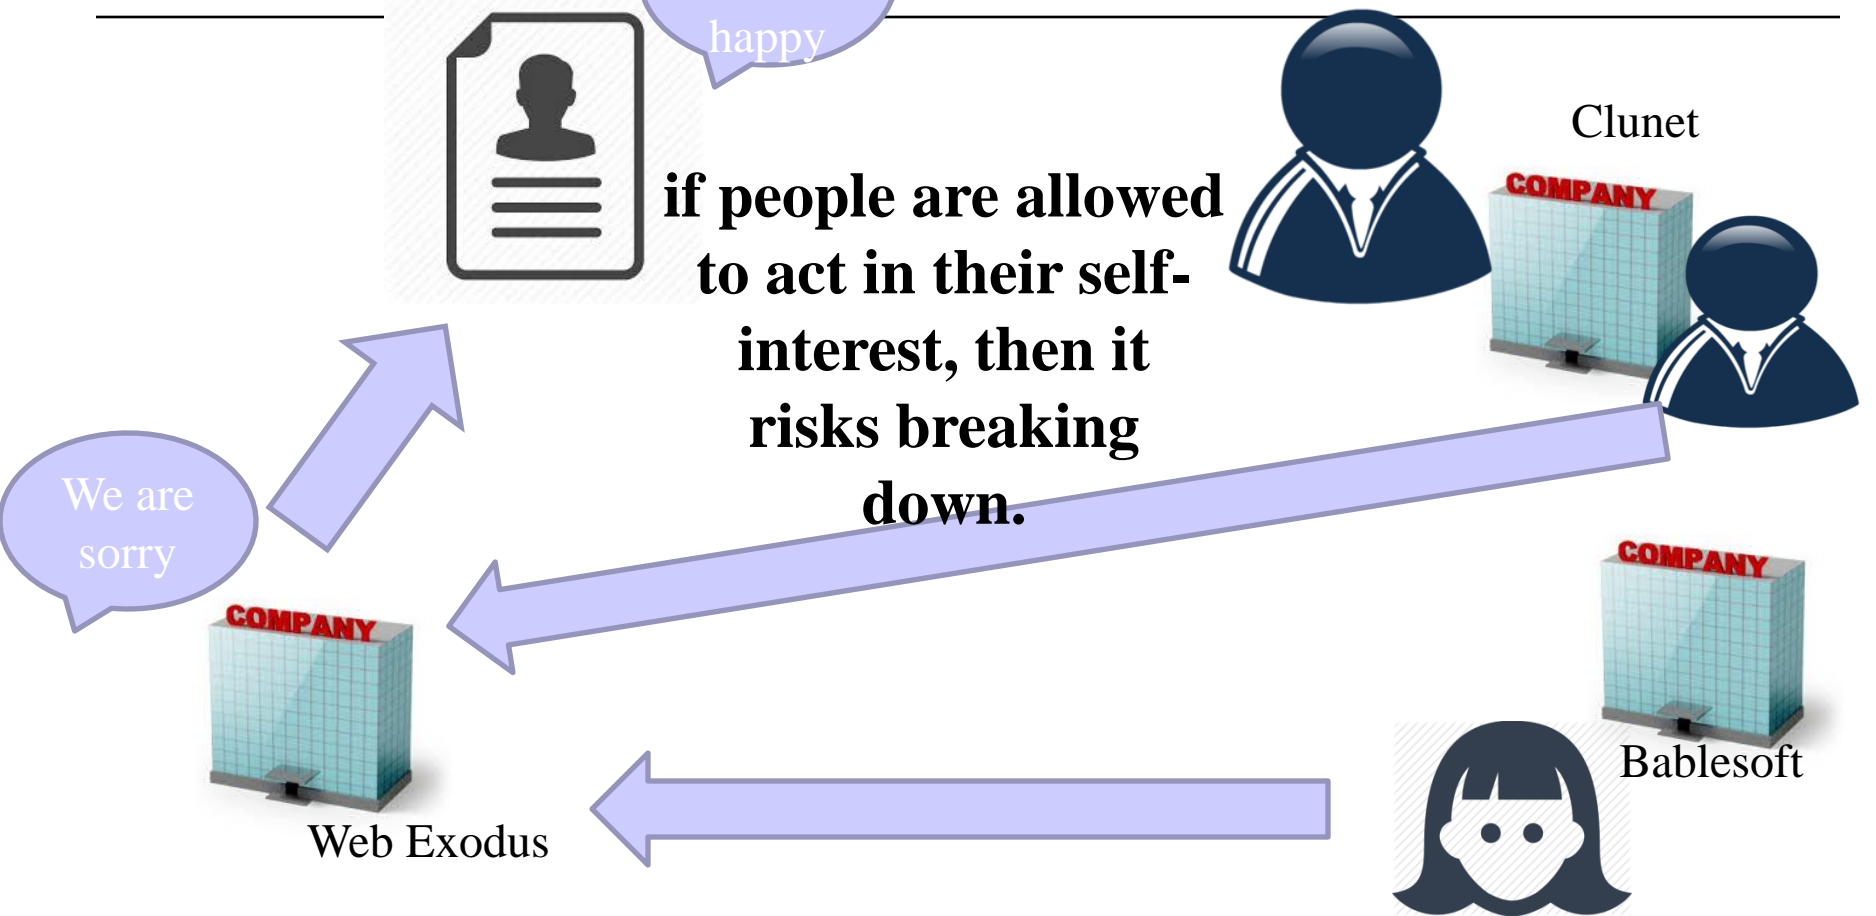 happy
Clunet
COMPANY
if people are allowed
to act in their self-
interest, then it
risks breaking
down.
We are
sorry
COMPANY
COMPANY
Bablesoft
Web Exodus